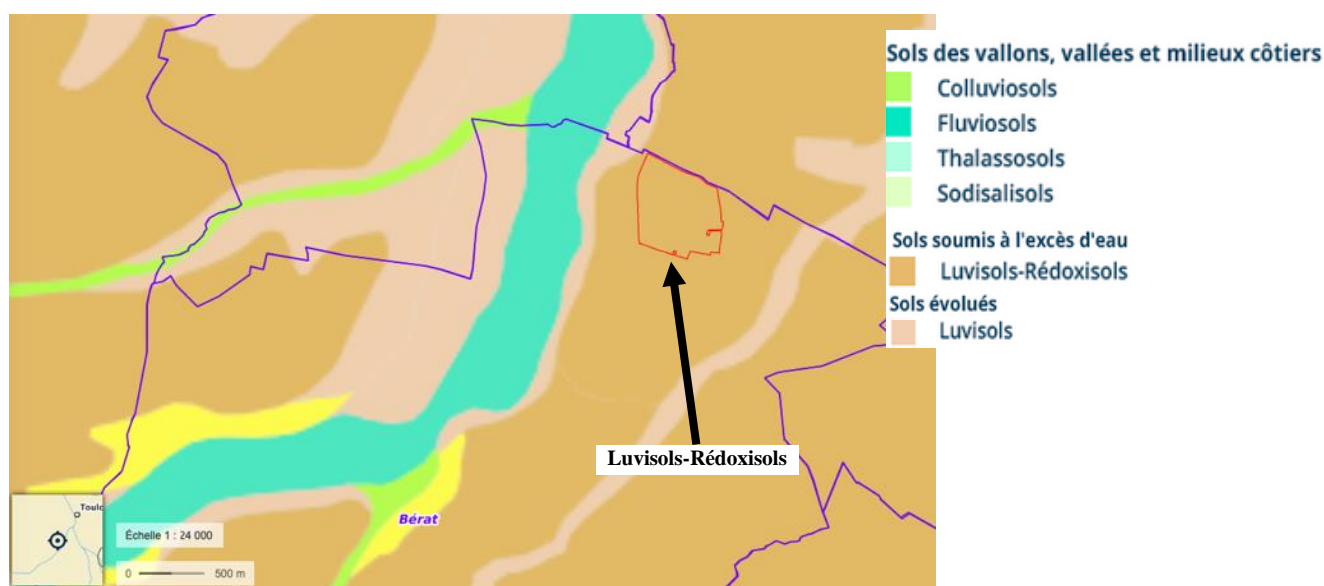 Sols des vallons, vallées et milieux côtiers
Colluviosols
Fluviosols
Thalassosols
Sodisalisols
Sols soumis à l'excès d'eau
Luvisols-Rédoxisols
Sols évolués
Luvisols
Luvisols-Rédoxisols
Bérat
Toulo
Échelle 1 : 24 000
0 500 m